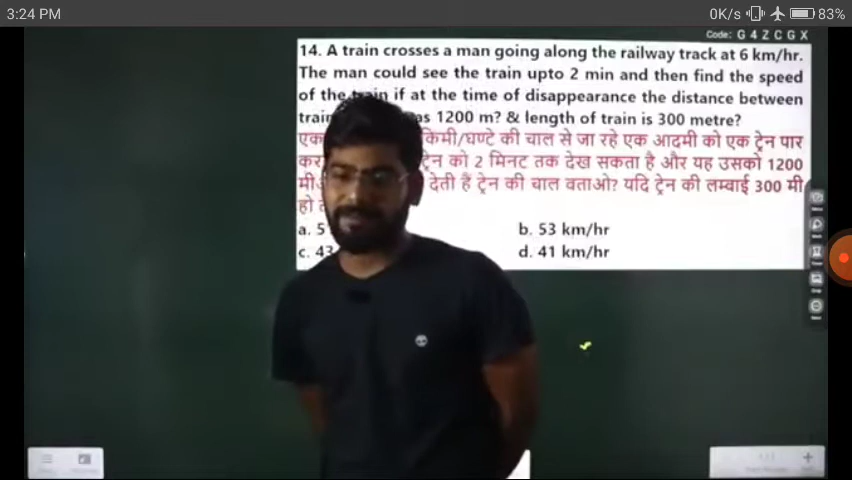 3:24 PM
0K/s 83%
Code: G 4 Z C G X
14. A train crosses a man going along the railway track at 6 km/hr.
The man could see the train upto 2 min and then find the speed
of the train if at the time of disappearance the distance between
as 1200 m? & length of train is 300 metre?
किमी/घण्टे की चाल से जा रहे एक आदमी को एक ट्रेन पार
ट्रेन को 2 मिनट तक देख सकता है और यह उसको 1200
देती हैं ट्रेन की चाल वताओ? यदि ट्रेन की लम्बाई 300 मी
हो
a. 5
b. 53 km/hr
c. 43
d. 41 km/hr